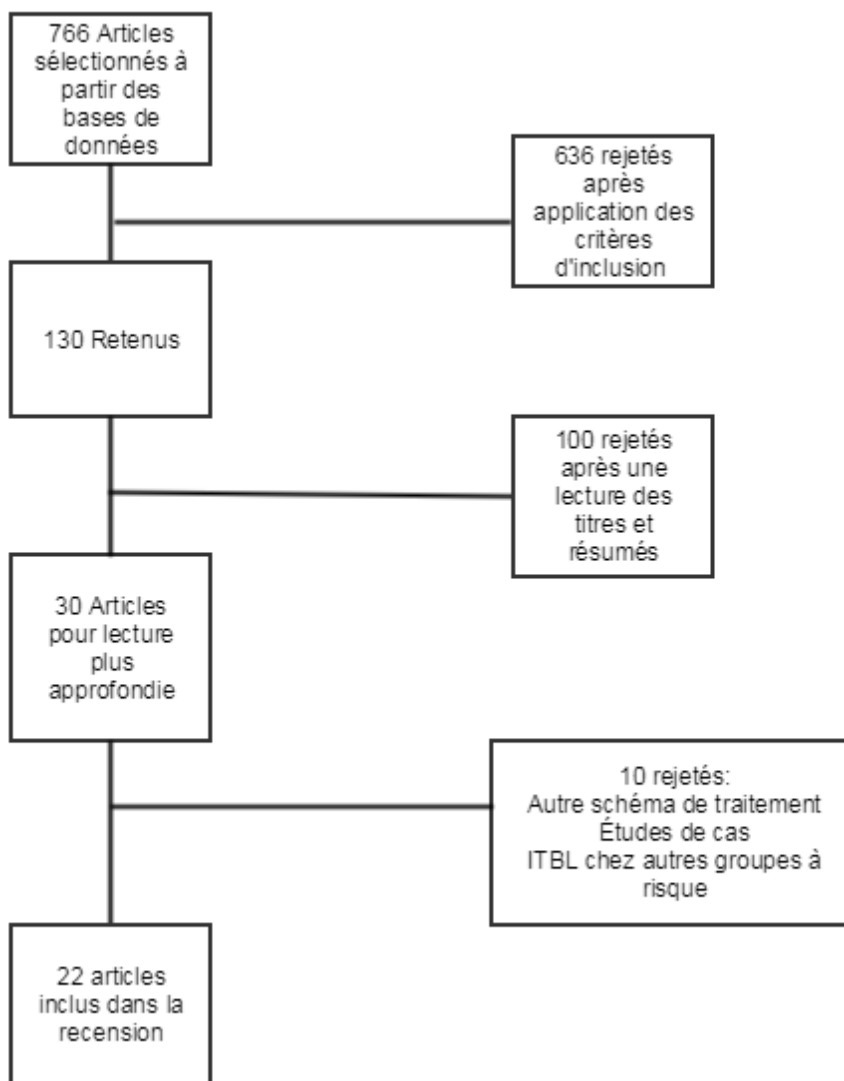 766 Articles
sélectionnés à
partir des
bases de
données
636 rejetés
après
application des
critères
d'inclusion
130 Retenus
100 rejetés
après une
lecture des
titres et
résumés
30 Articles
pour lecture
plus
approfondie
10 rejetés:
Autre schéma de traitement
Études de cas
ITBL chez autres groupes à
risque
22 articles
inclus dans la
recension